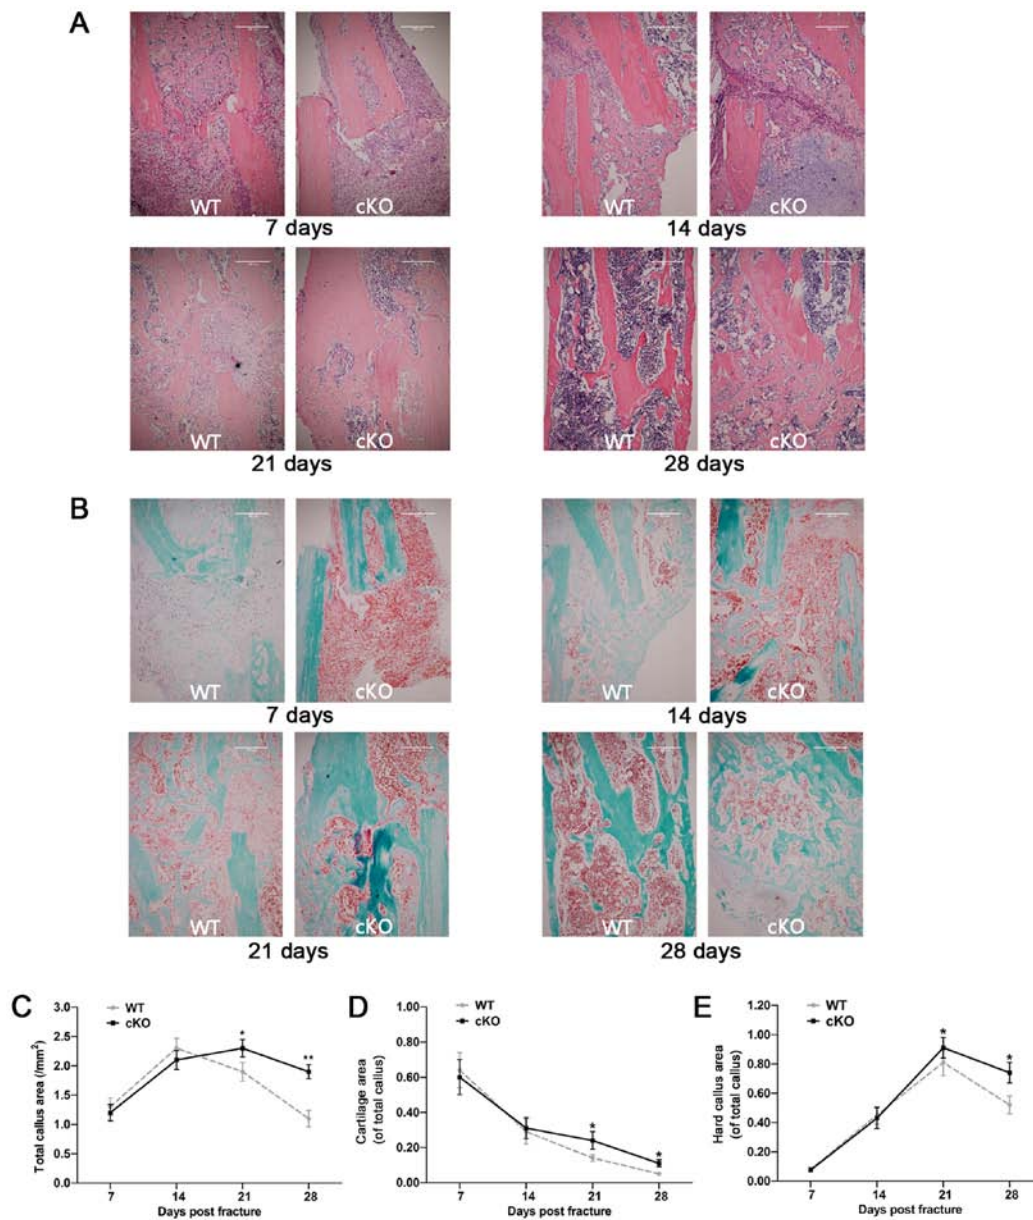 A
WT
cKO
7 days
WT
cKO
14 days
WT
cKO
21 days
WT
cKO
28 days
B
WT
cKO
7 days
WT
cKO
14 days
WT
cKO
21 days
WT
cKO
28 days
C
WT
cKO
Total callus area (/mm²)
3.0
2.5
2.0
1.5
1.0
0.5
0.0
*
**
7 14 21 28
Days post fracture
D
WT
cKO
Cartilage area
(of total callus)
1.00
0.80
0.60
0.40
0.20
0.00
*
*
7 14 21 28
Days post fracture
E
WT
cKO
Hard callus area
(of total callus)
1.20
1.00
0.80
0.60
0.40
0.20
0.00
*
*
7 14 21 28
Days post fracture